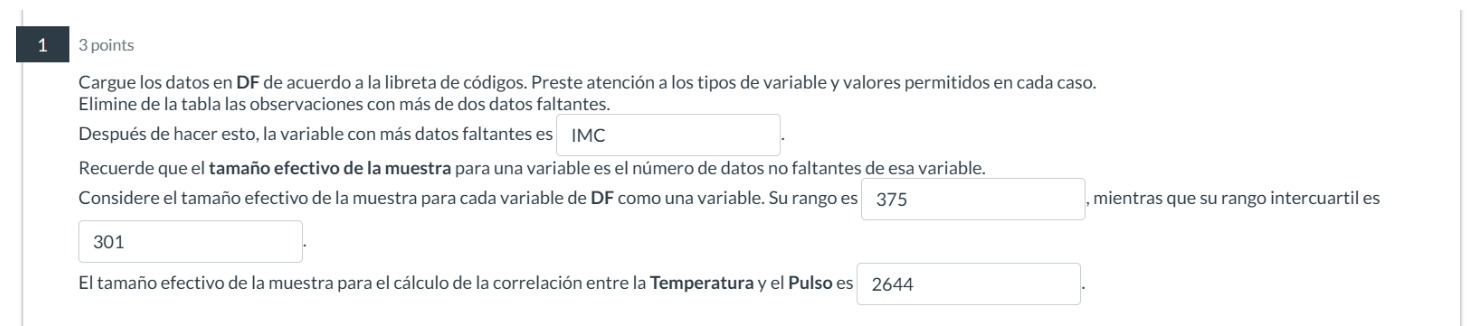 1 3 points
Cargue los datos en DF de acuerdo a la libreta de códigos. Preste atención a los tipos de variable y valores permitidos en cada caso.
Elimine de la tabla las observaciones con más de dos datos faltantes.
Después de hacer esto, la variable con más datos faltantes es IMC.
Recuerde que el tamaño efectivo de la muestra para una variable es el número de datos no faltantes de esa variable.
Considere el tamaño efectivo de la muestra para cada variable de DF como una variable. Su rango es 375, mientras que su rango intercuartil es
301.
El tamaño efectivo de la muestra para el cálculo de la correlación entre la Temperatura y el Pulso es 2644.